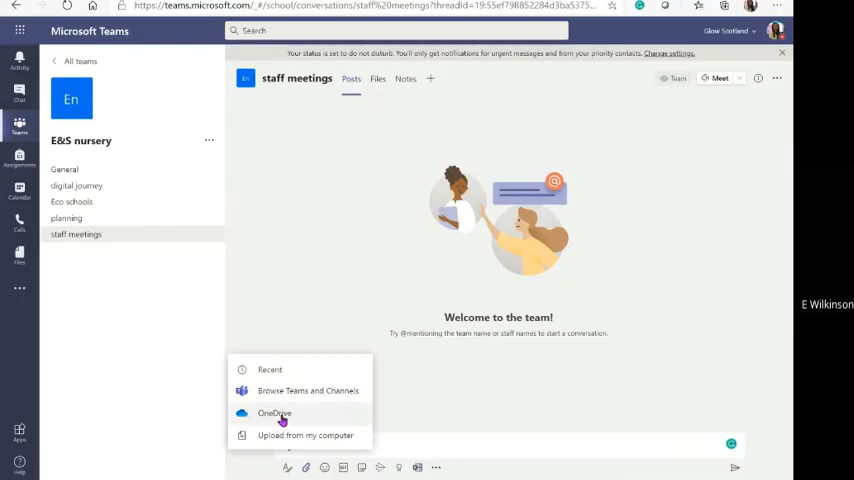 https://teams.microsoft.com/_#/school/conversations/staff%20meetings?threadId=19:55ef798852284d3ba5375...
Microsoft Teams
Search
Glow Scotland
Your status is set to do not disturb. You'll only get notifications for urgent messages and from your priority contacts. Change settings.
Activity
Chat
Teams
Assignments
Calendar
Calls
Files
Apps
Help
All teams
En
E&S nursery
General
digital journey
Eco schools
planning
staff meetings
En
staff meetings
Posts
Files
Notes
Team
Meet
@
Welcome to the team!
Try @mentioning the team name or staff names to start a conversation.
Recent
Browse Teams and Channels
OneDrive
Upload from my computer
GIF
E Wilkinson